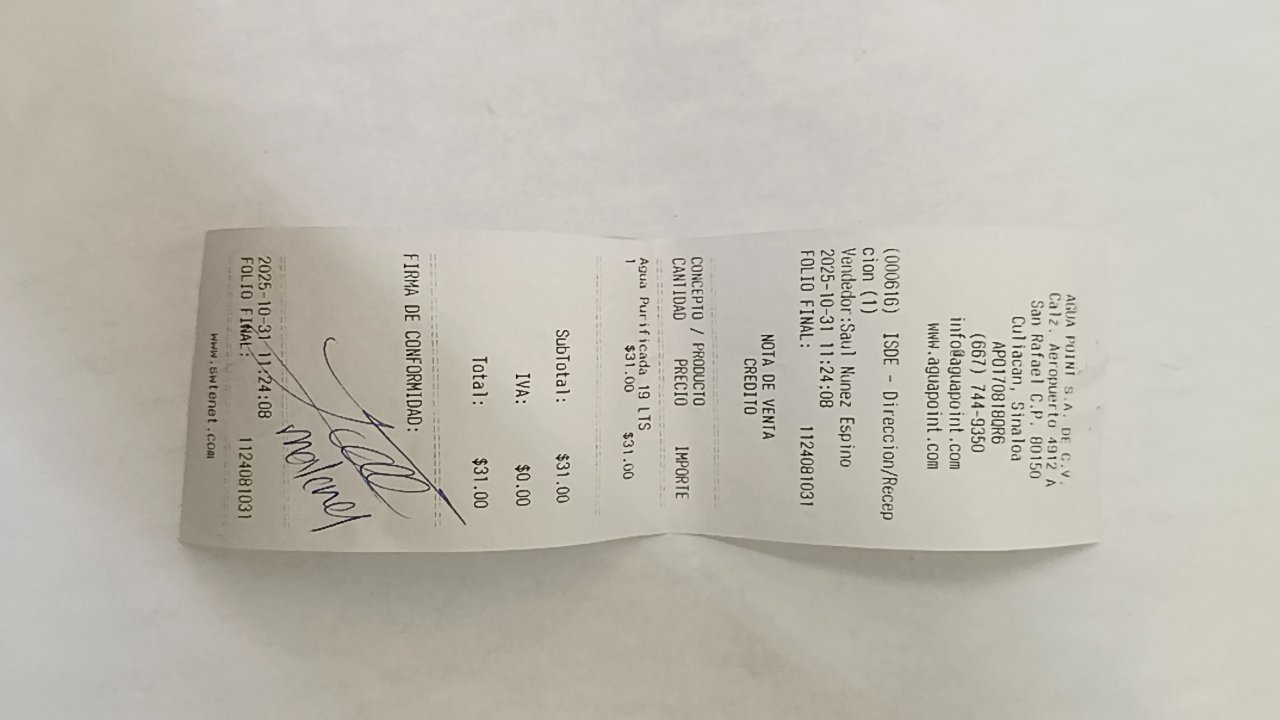 AGUA POINT S.A. DE C.V.
Calz. Aeropuerto 4912 A
San Rafael C.P. 80150
Culiacan, Sinaloa
APO170818QR6
(667) 744-9350
info@aguapoint.com
www.aguapoint.com
(000616) ISDE - Direccion/Recep
cion (1)
Vendedor:Saul Nunez Espino
2025-10-31 11:24:08
FOLIO FINAL: 1124081031
NOTA DE VENTA
CREDITO
CONCEPTO / PRODUCTO
CANTIDAD PRECIO IMPORTE
Agua Purificada 19 LTS
1 $31.00 $31.00
SubTotal: $31.00
IVA: $0.00
Total: $31.00
FIRMA DE CONFORMIDAD:
2025-10-31 11:24:08
FOLIO FINAL: 1124081031
www.swtenet.com